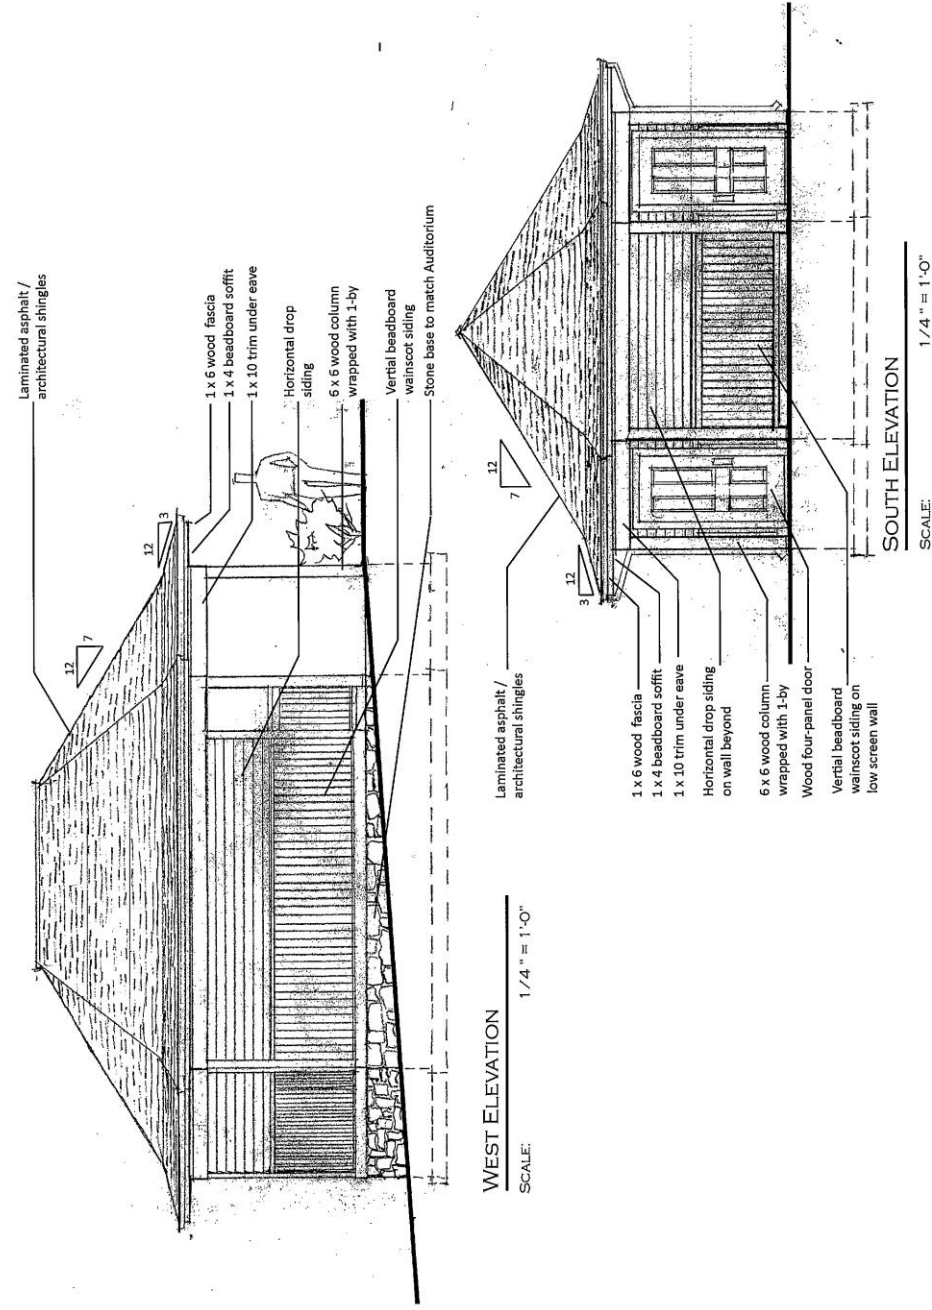 Laminated asphalt /
architectural shingles
12
7
12
3
1 x 6 wood fascia
1 x 4 beadboard soffit
1 x 10 trim under eave
Horizontal drop
siding
6 x 6 wood column
wrapped with 1-by
Vertial beadboard
wainscot siding
Stone base to match Auditorium
WEST ELEVATION
SCALE:
1/4 " = 1'-0"
Laminated asphalt /
architectural shingles
12
7
12
3
1 x 6 wood fascia
1 x 4 beadboard soffit
1 x 10 trim under eave
Horizontal drop siding
on wall beyond
6 x 6 wood column
wrapped with 1-by
Wood four-panel door
Vertial beadboard
wainscot siding on
low screen wall
SOUTH ELEVATION
SCALE:
1/4 " = 1'-0"